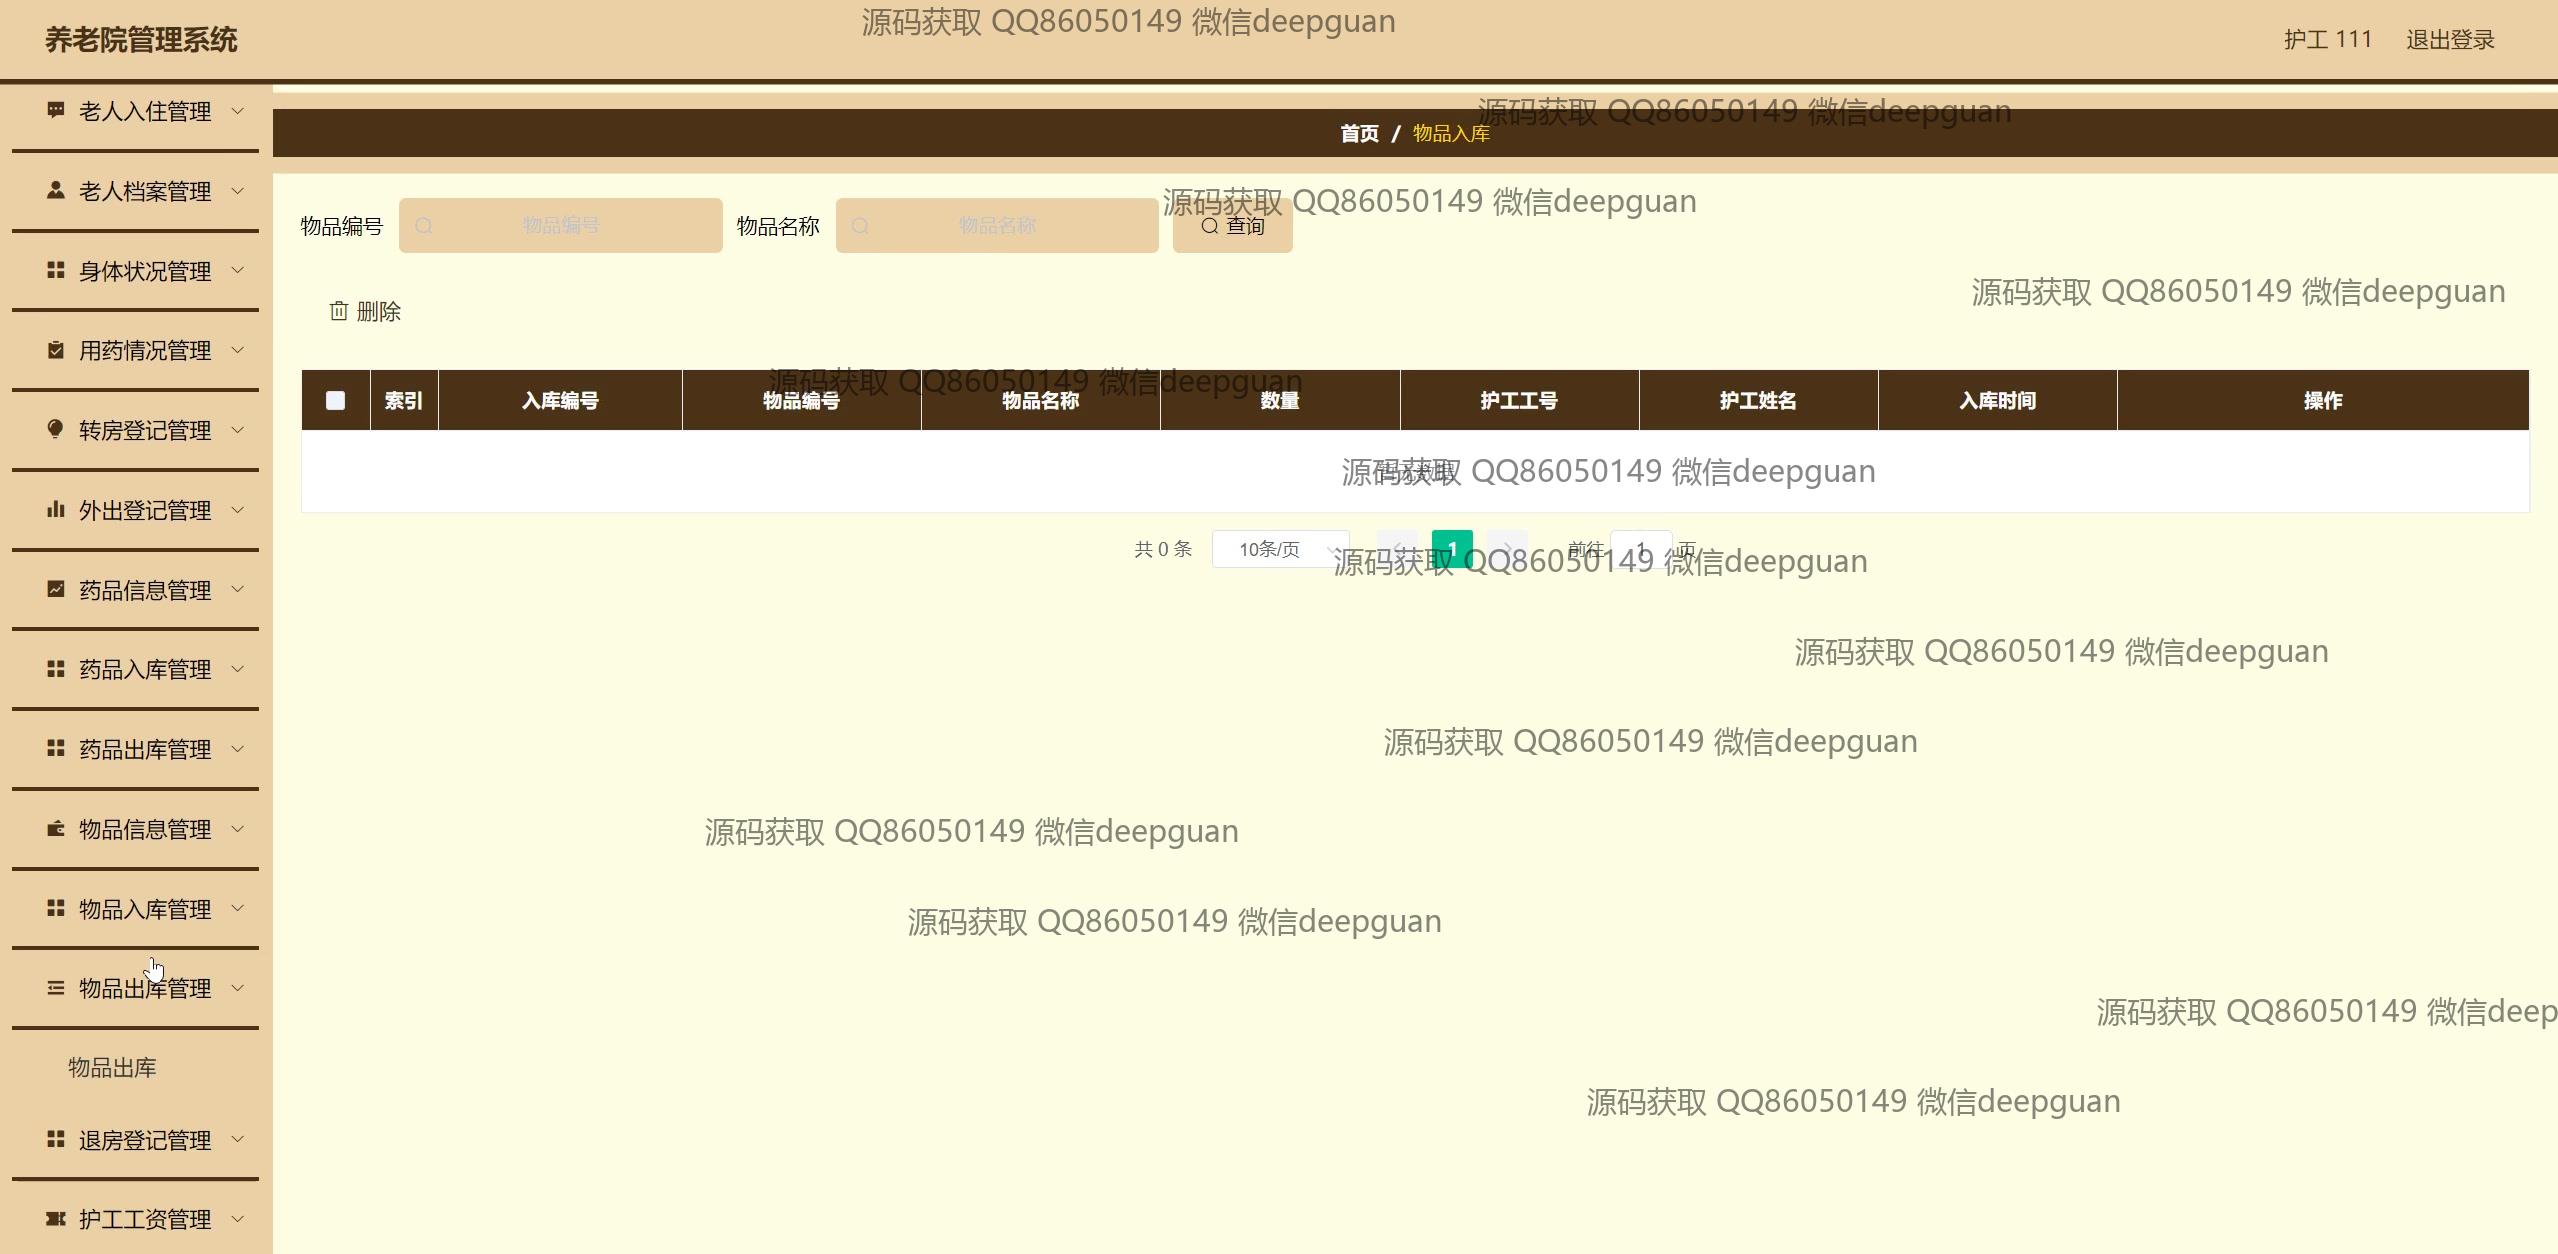 养老院管理系统
源码获取 QQ86050149 微信deepguan
护工 111
退出登录
老人入住管理
老人档案管理
身体状况管理
用药情况管理
转房登记管理
外出登记管理
药品信息管理
药品入库管理
药品出库管理
物品信息管理
物品入库管理
物品出库管理
物品出库
退房登记管理
护工工资管理
源码获取 QQ86050149 微信deepguan
首页 / 物品入库
源码获取 QQ86050149 微信deepguan
物品编号 物品编号 物品名称 物品名称 查询
源码获取 QQ86050149 微信deepguan
删除
源码获取 QQ86050149 微信deepguan
索引 入库编号 物品编号 物品名称 数量 护工工号 护工姓名 入库时间 操作
源码获取 QQ86050149 微信deepguan
共 0 条 10条/页 1 前往 1 页
源码获取 QQ86050149 微信deepguan
源码获取 QQ86050149 微信deepguan
源码获取 QQ86050149 微信deepguan
源码获取 QQ86050149 微信deepguan
源码获取 QQ86050149 微信deepguan
源码获取 QQ86050149 微信deep
源码获取 QQ86050149 微信deepguan